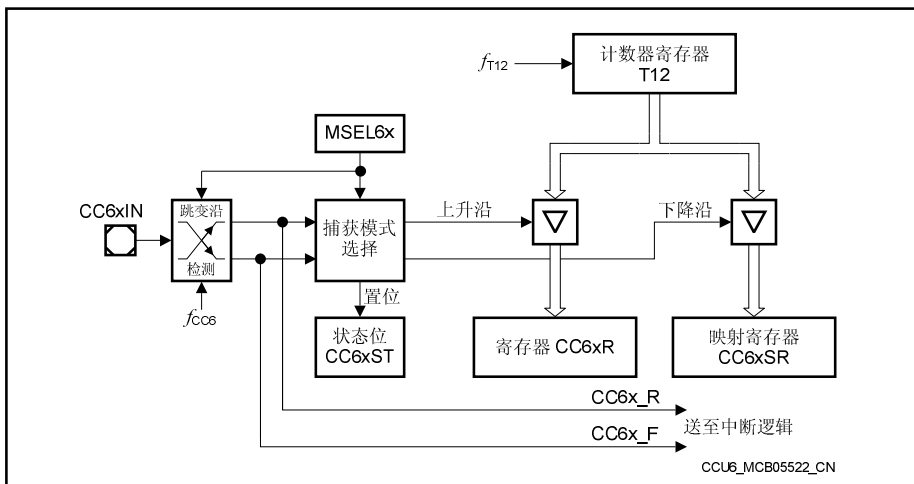 计数器寄存器
T12
fT12
MSEL6x
CC6xIN
跳变沿
检测
fCC6
捕获模式
选择
上升沿
下降沿
置位
状态位
CC6xST
寄存器 CC6xR
映射寄存器
CC6xSR
CC6x_R
CC6x_F
送至中断逻辑
CCU6_MCB05522_CN